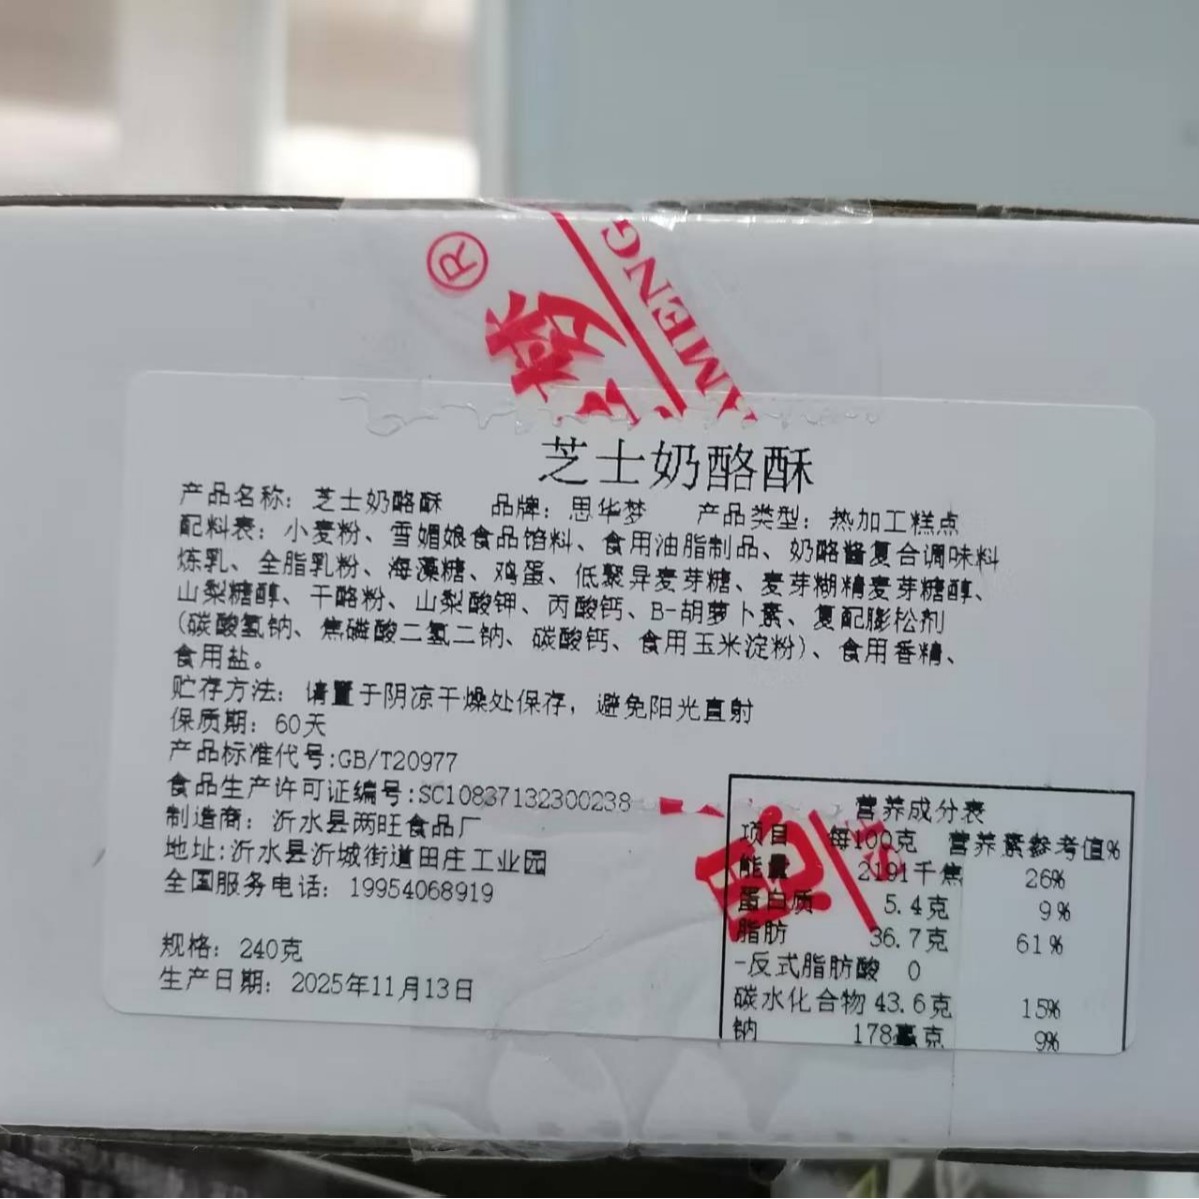 ®
梦
AMENG
芝士奶酪酥
产品名称：芝士奶酪酥 品牌：思华梦 产品类型：热加工糕点
配料表：小麦粉、雪媚娘食品馅料、食用油脂制品、奶酪酱复合调味料
炼乳、全脂乳粉、海藻糖、鸡蛋、低聚异麦芽糖、麦芽糊精麦芽糖醇、
山梨糖醇、干酪粉、山梨酸钾、丙酸钙、B-胡萝卜素、复配膨松剂
(碳酸氢钠、焦磷酸二氢二钠、碳酸钙、食用玉米淀粉)、食用香精、
食用盐。
贮存方法：请置于阴凉干燥处保存，避免阳光直射
保质期：60天
产品标准代号:GB/T20977
食品生产许可证编号:SC10837132300238
制造商：沂水县两旺食品厂
地址:沂水县沂城街道田庄工业园
全国服务电话：19954068919
规格：240克
生产日期：2025年11月13日
营养成分表
项目 每100克 营养素参考值%
能量 2191千焦 26%
蛋白质 5.4克 9%
脂肪 36.7克 61%
-反式脂肪酸 0
碳水化合物 43.6克 15%
钠 178毫克 9%